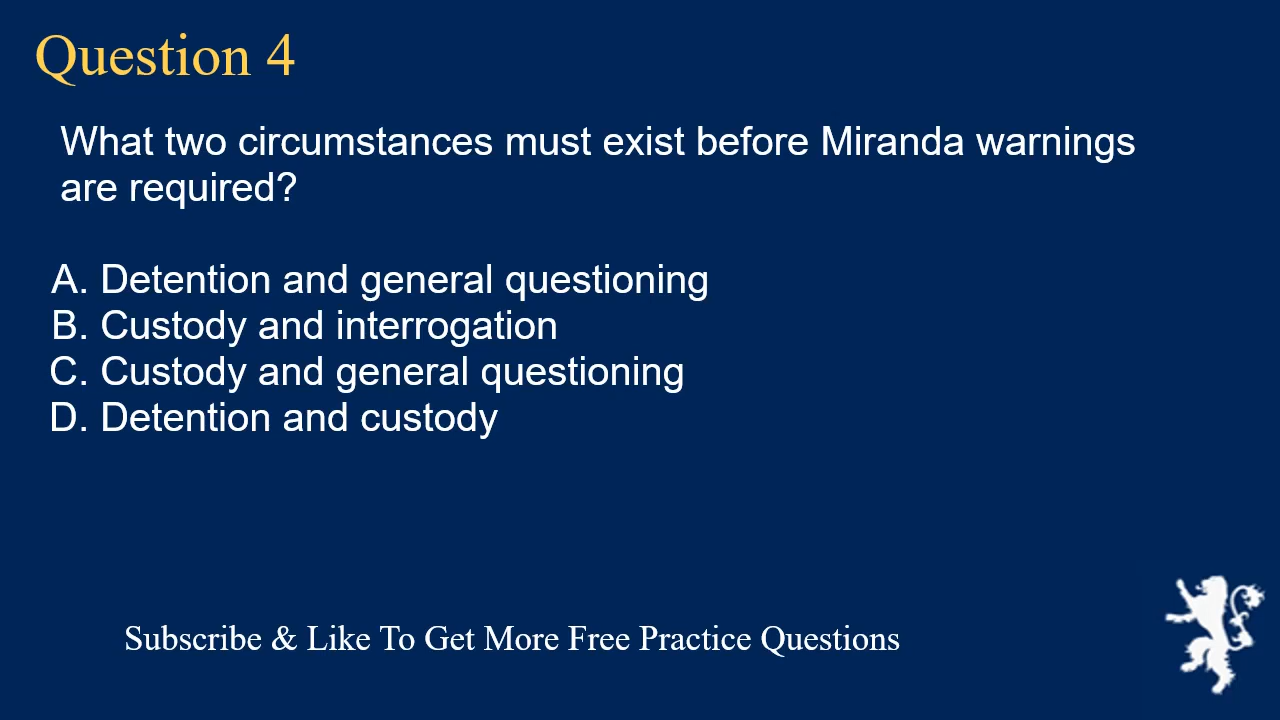 Question 4
What two circumstances must exist before Miranda warnings
are required?
A. Detention and general questioning
B. Custody and interrogation
C. Custody and general questioning
D. Detention and custody
Subscribe & Like To Get More Free Practice Questions